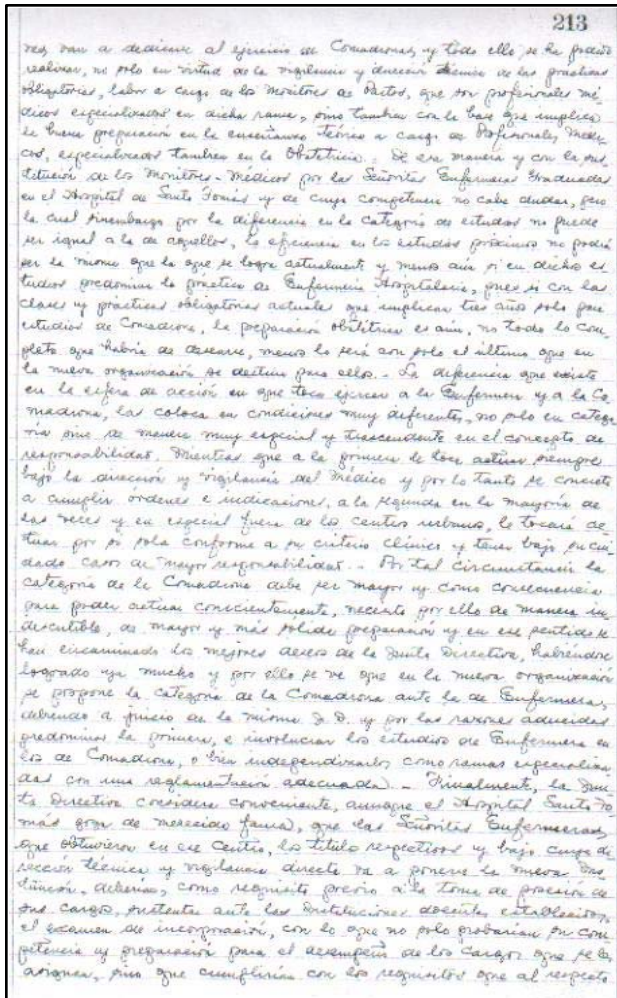 213
vez van a dedicarse al ejercicio de Comadronas, y todo ello se ha podido
realizar, no solo en virtud de la vigilancia y dirección técnica de las prácticas
obligatorias, labor a cargo de los monitores de Partos, que son profesionales mé-
dicos especializados en dicha rama, sino también con la base que implica
la buena preparación en la enseñanza teórica a cargo de Profesionales Médi-
cos, especializados también en la Obstetricia. De esa manera y con la sus-
titución de los Monitores-Médicos por las Señoritas Enfermeras Graduadas
en el Hospital de Santo Tomás y de cuya competencia no cabe dudar, pero
la cual sinembargo por la diferencia en la categoría de estudios no puede
ser igual a la de aquellos, la eficiencia en los estudios próximos no podrá
ser la misma que la que se logra actualmente y menos aún si en dichos es-
tudios predomina la práctica de Enfermería Hospitalaria, pues si con las
clases y prácticas obligatorias actuales que implican tres años solo para
estudios de Comadrona, la preparación obstétrica es aún, no todo lo com-
pleto que habría de desearse, menos lo será con solo el último que en
la nueva organización se destina para ellos.- La diferencia que existe
en la esfera de acción en que toca ejercer a la Enfermera y a la Co-
madrona, las coloca en condiciones muy diferentes, no solo en catego-
ría sino de manera muy especial y trascendente en el concepto de
responsabilidad. Mientras que a la primera le toca actuar siempre
bajo la dirección y vigilancia del Médico y por lo tanto se concreta
a cumplir ordenes e indicaciones, a la segunda en la mayoría de
las veces y en especial fuera de los centros urbanos, le tocará ac-
tuar por si sola conforme a su criterio clínico y tener bajo su cui-
dado casos de mayor responsabilidad.- Por tal circunstancia la
categoría de la Comadrona debe ser mayor y como consecuencia
para poder actuar concientemente, necesita por ello de manera in-
discutible, de mayor y más sólida preparación y en ese sentido se
han encaminado los mejores deseos de la Junta Directiva, habiéndose
logrado ya mucho y por ello se ve que en la nueva organización
se pospone la categoría de la Comadrona ante la de Enfermera,
debiendo a juicio de la misma J. D. y por las razones aducidas
predominar la primera, e involucrar los estudios de Enfermera en
los de Comadrona, o bien independizarlos como ramas especializa-
das con una reglamentación adecuada.- Finalmente, la Jun-
ta Directiva considera conveniente, aunque el Hospital Santo To-
más goza de merecida fama, que las Señoritas Enfermeras,
que obtuvieron en ese Centro, los titulo respectivos y bajo cuya di-
rección técnica y vigilancia directa va a ponerse la nueva Ins-
titución, deberían, como requisito previo a la toma de posesión de
sus cargos, sustentar ante las Instituciones docentes establecidas,
el examen de incorporación, con lo que no solo probarían su com-
petencia y preparación para el desempeño de los Cargos que se les
asignen, sino que cumplirían con los requisitos que al respecto